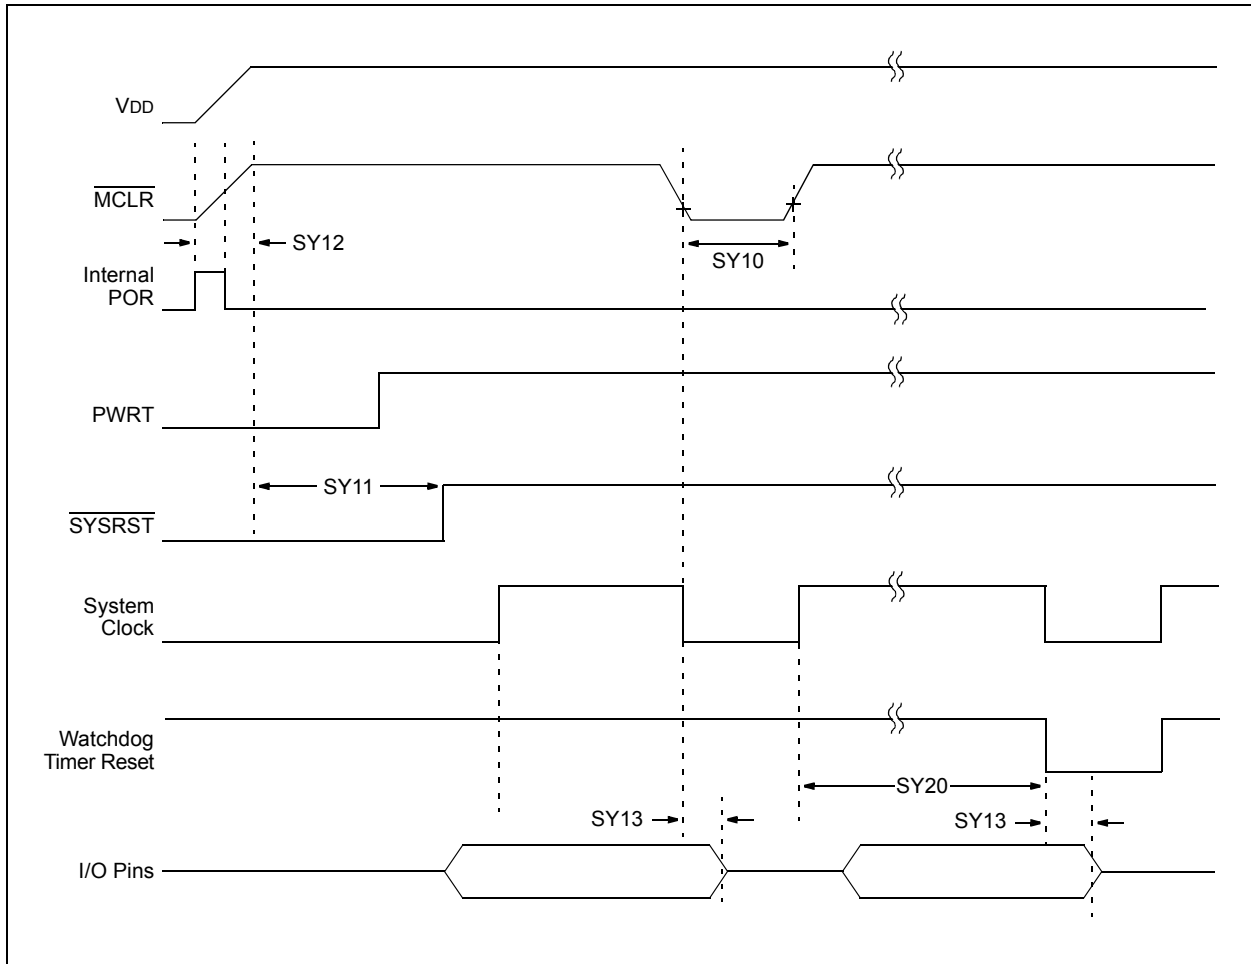 VDD
MCLR
SY12
SY10
Internal
POR
PWRT
SY11
SYSRST
System
Clock
Watchdog
Timer Reset
SY20
SY13
SY13
I/O Pins